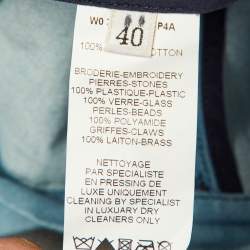 W0 P4A
40
100% COTTON
BRODERIE-EMBROIDERY
PIERRES-STONES
100% PLASTIQUE-PLASTIC
100% VERRE-GLASS
PERLES-BEADS
100% POLYAMIDE
GRIFFES-CLAWS
100% LAITON-BRASS
NETTOYAGE
PAR SPECIALISTE
EN PRESSING DE
LUXE UNIQUEMENT
CLEANING BY SPECIALIST
IN LUXURY DRY
CLEANERS ONLY